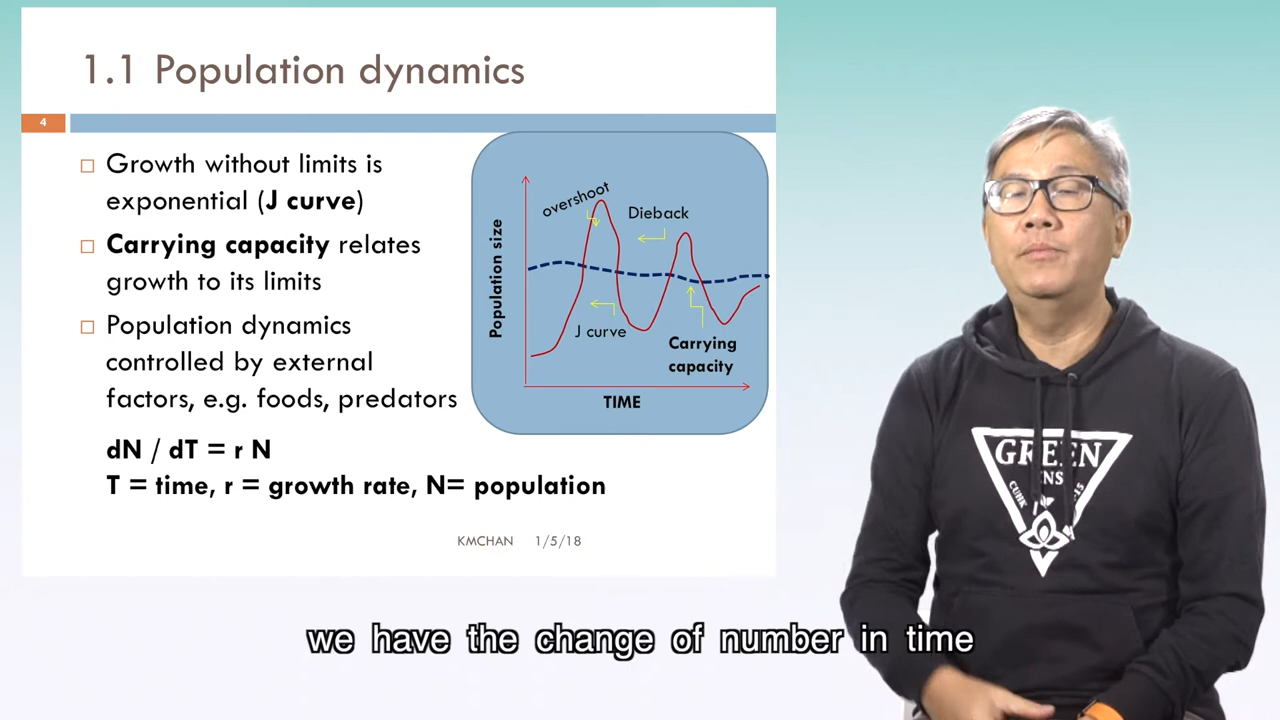 1.1 Population dynamics
4
Growth without limits is
exponential (J curve)
Carrying capacity relates
growth to its limits
Population dynamics
controlled by external
factors, e.g. foods, predators
dN / dT = r N
T = time, r = growth rate, N= population
overshoot
Dieback
Population size
J curve
Carrying
capacity
TIME
KMCHAN 1/5/18
GREEN
CUHK
we have the change of number in time